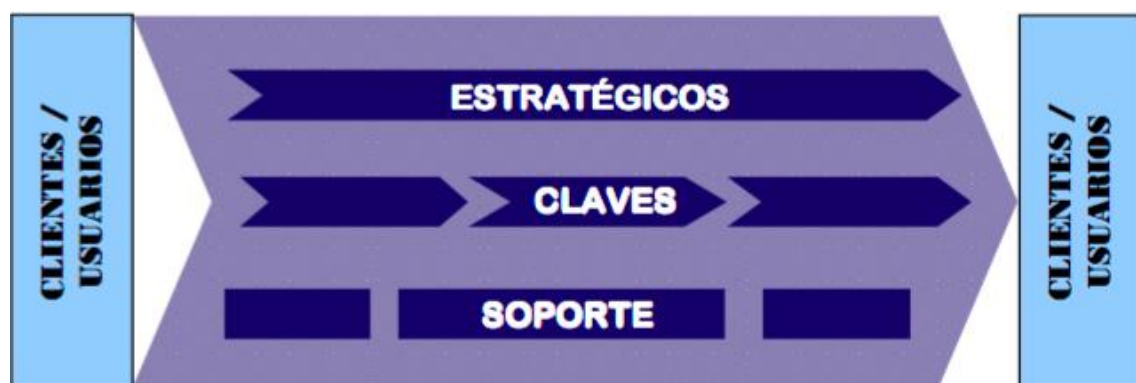 CLIENTES /
USUARIOS
ESTRATÉGICOS
CLAVES
SOPORTE
CLIENTES /
USUARIOS